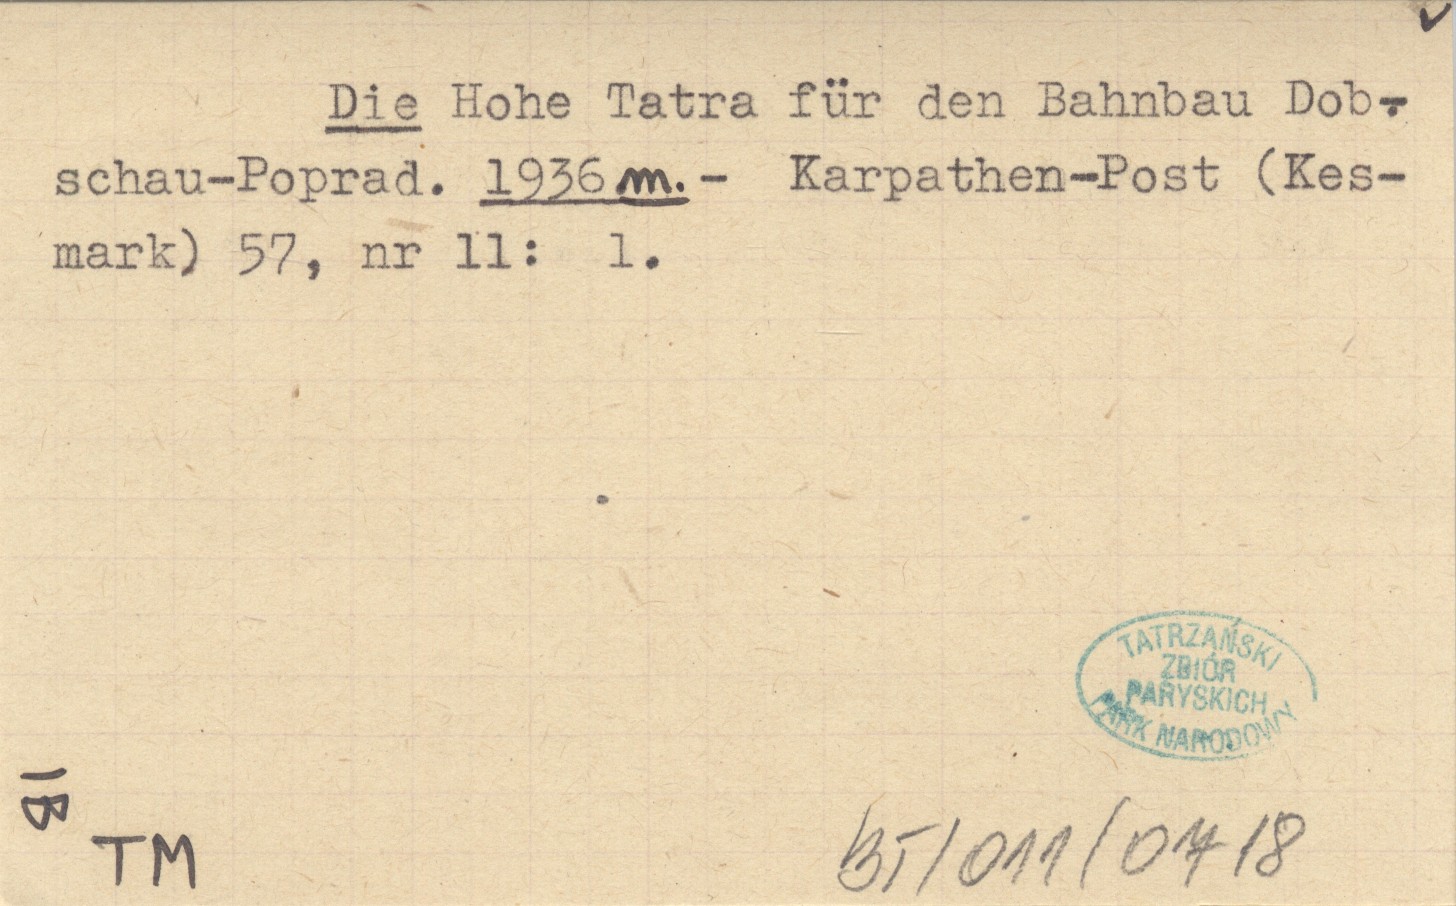 Die Hohe Tatra für den Bahnbau Dob-
schau-Poprad. 1936 m. - Karpathen-Post (Kes-
mark) 57, nr 11: 1.
TATRZAŃSKI
ZBIÓR
PARYSKICH
PARK NARODOWY
IB
TM
BT/011/0718